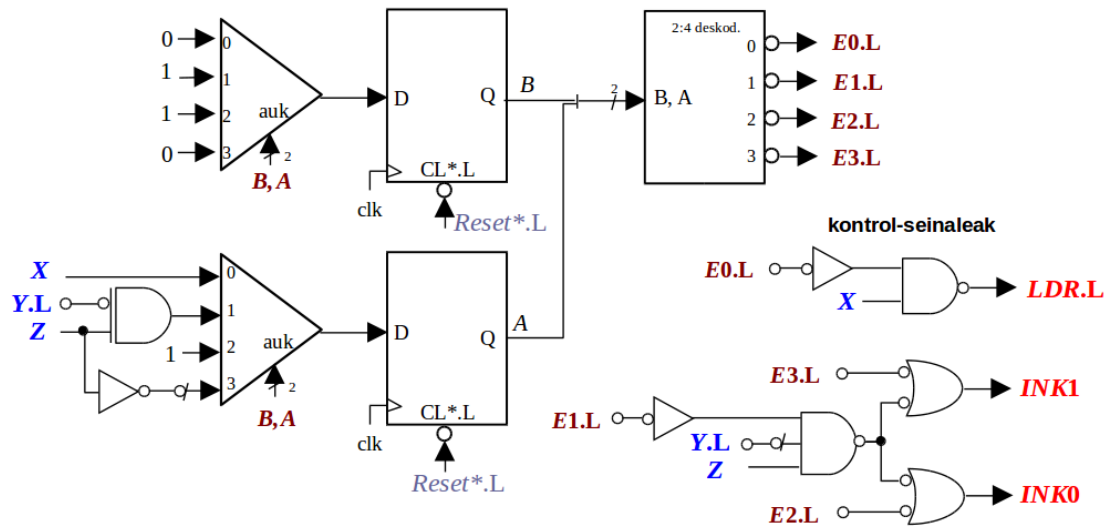 0 0
1 1
1 2
0 3
auk
2
B, A
D Q
CL*.L
clk
Reset*.L
B
2
2:4 deskod.
B, A
0 E0.L
1 E1.L
2 E2.L
3 E3.L
X 0
Y.L 1
Z
1 2
3
auk
2
B, A
D Q
CL*.L
clk
Reset*.L
A
kontrol-seinaleak
E0.L
X
LDR.L
E3.L
INK1
E1.L
Y.L
Z
E2.L
INK0